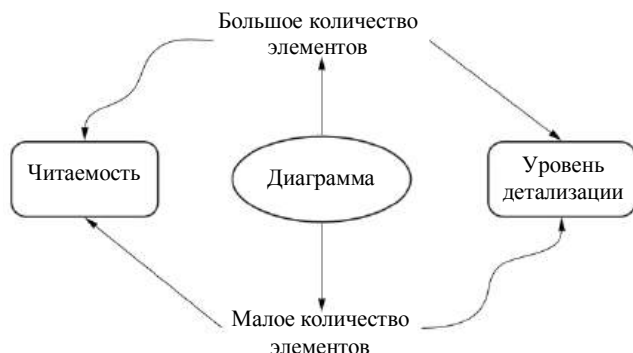 Большое количество
элементов
Читаемость
Диаграмма
Уровень
детализации
Малое количество
элементов